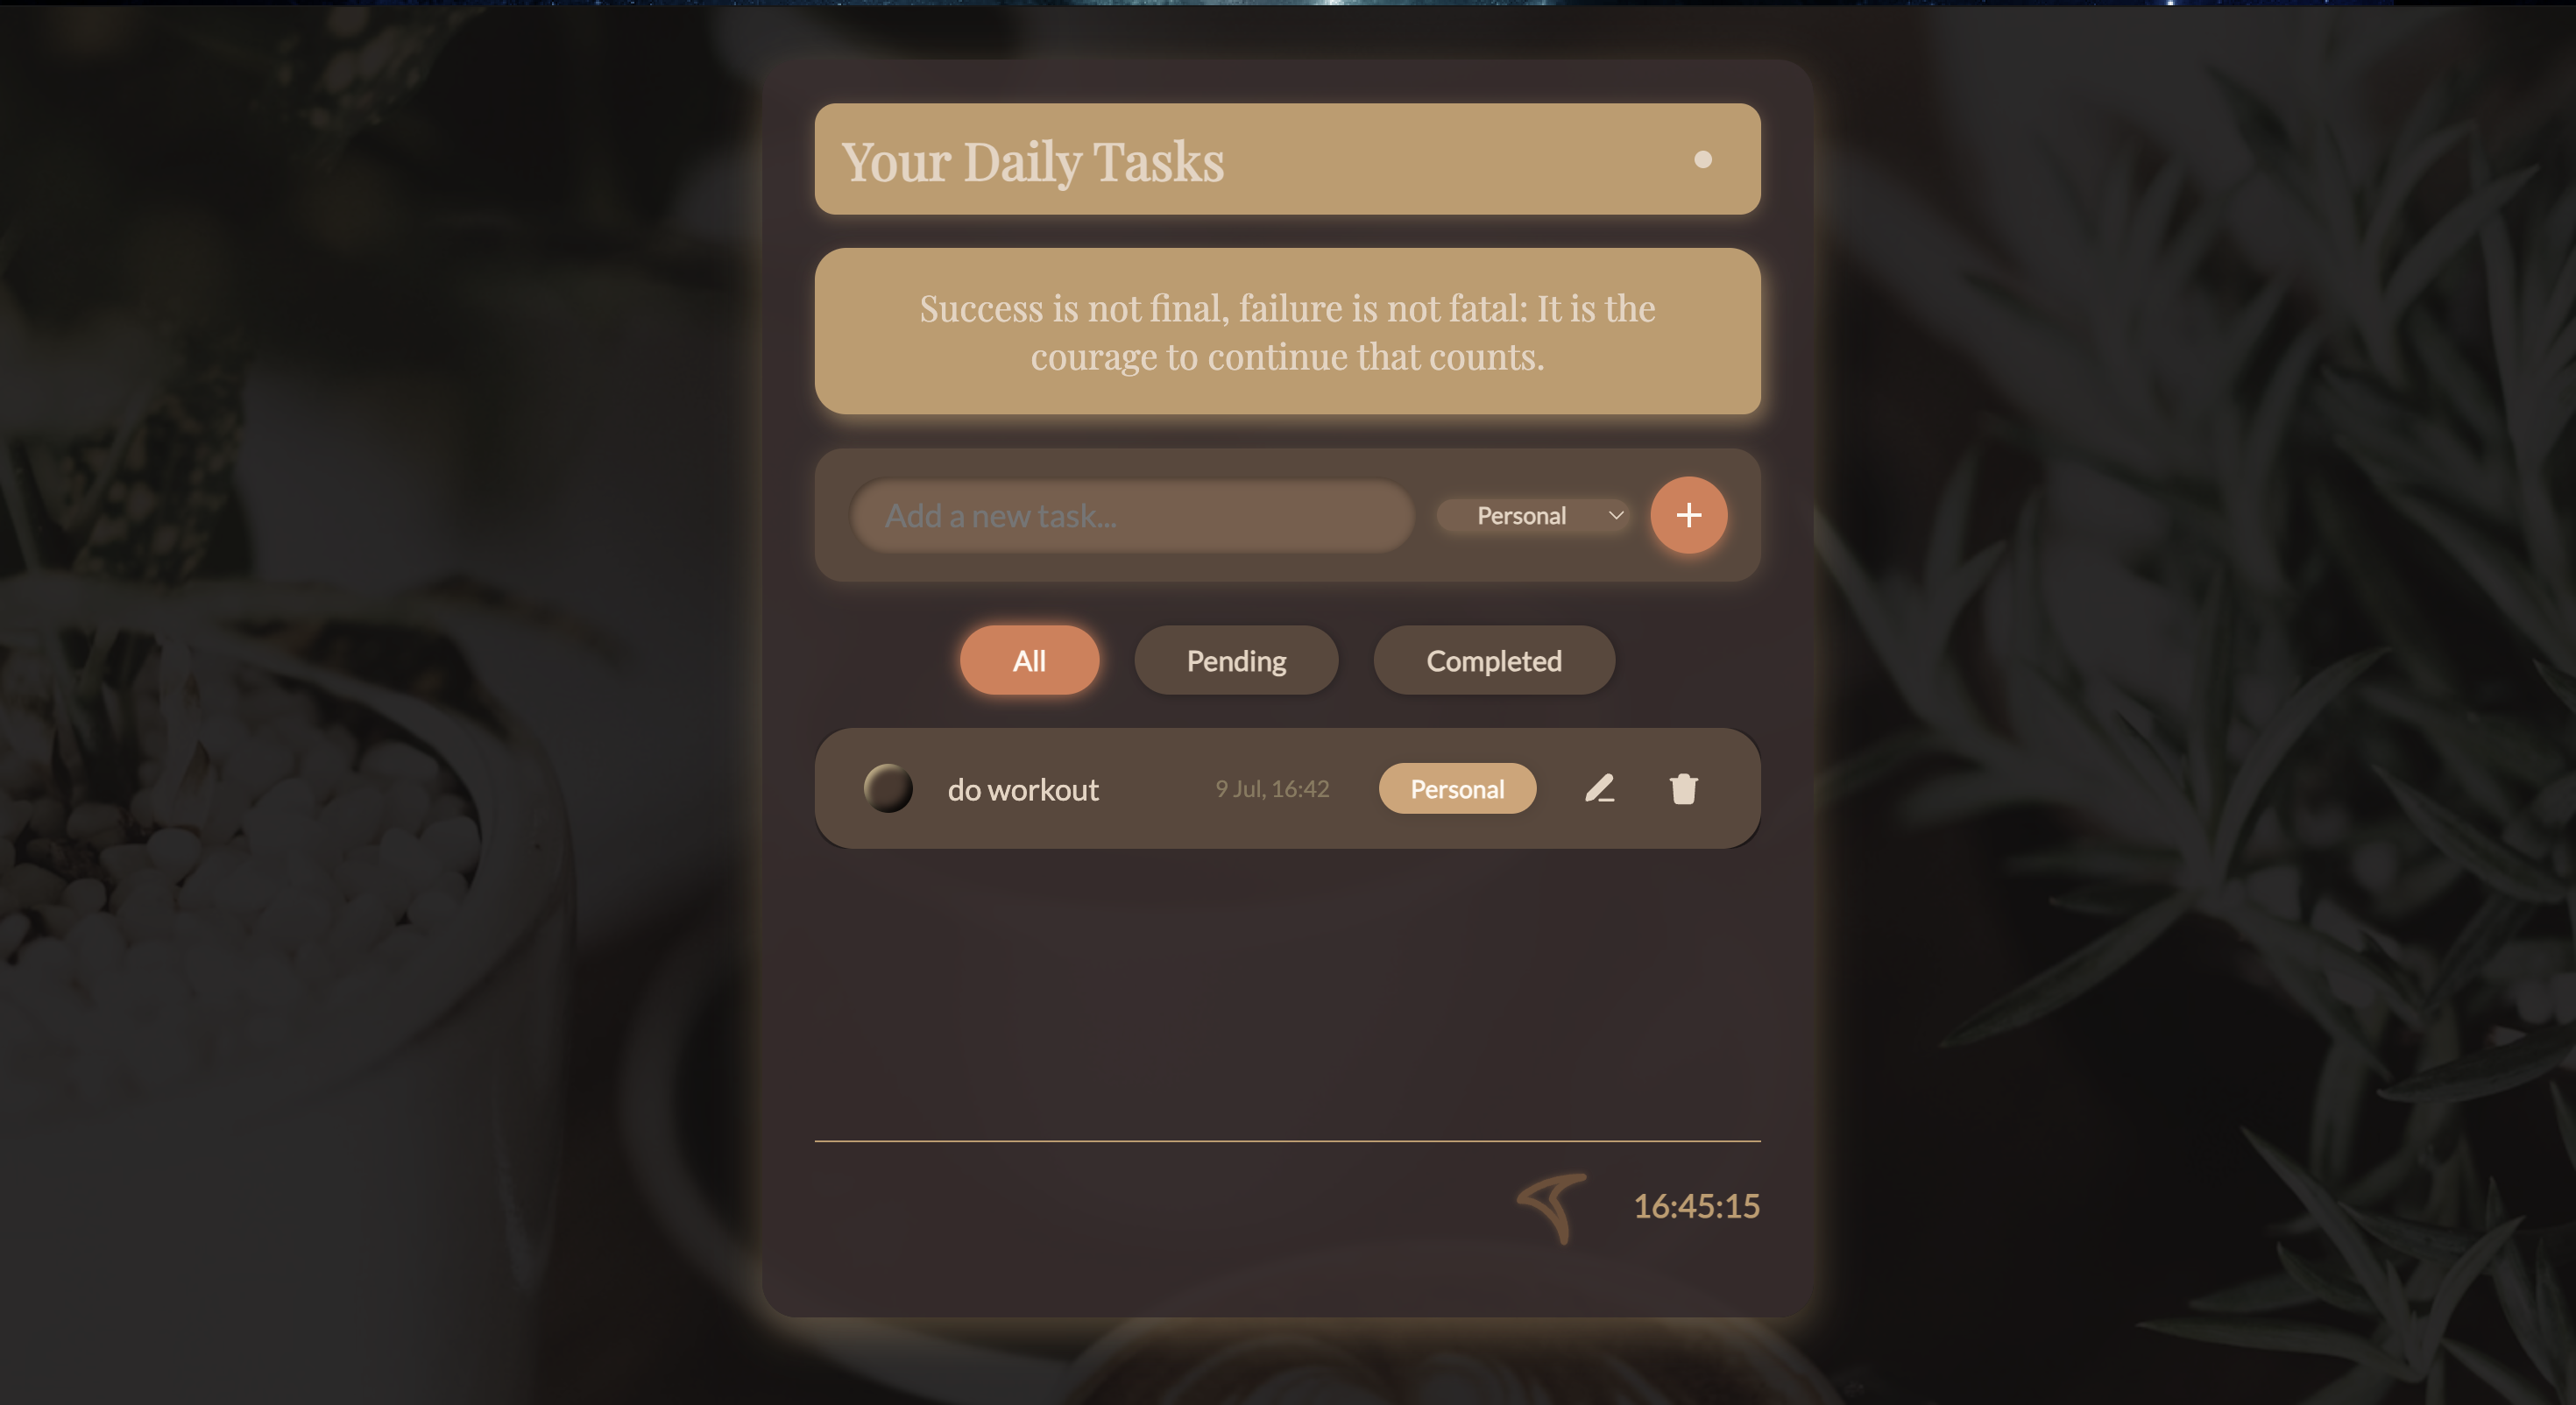 Your Daily Tasks
Success is not final, failure is not fatal: It is the
courage to continue that counts.
Add a new task...
Personal
All
Pending
Completed
do workout
9 Jul, 16:42
Personal
16:45:15